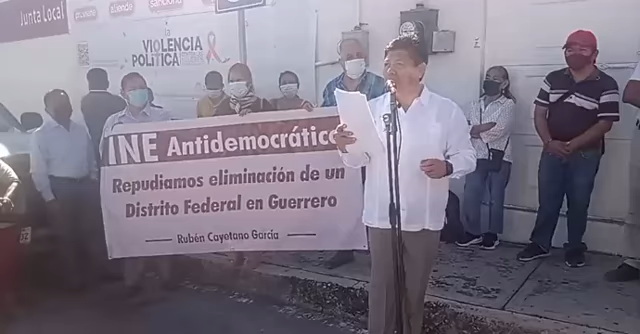 Junta Local
VIOLENCIA
POLÍTICA
INE Antidemocrático
Repudiamos eliminación de un
Distrito Federal en Guerrero
Rubén Cayetano García